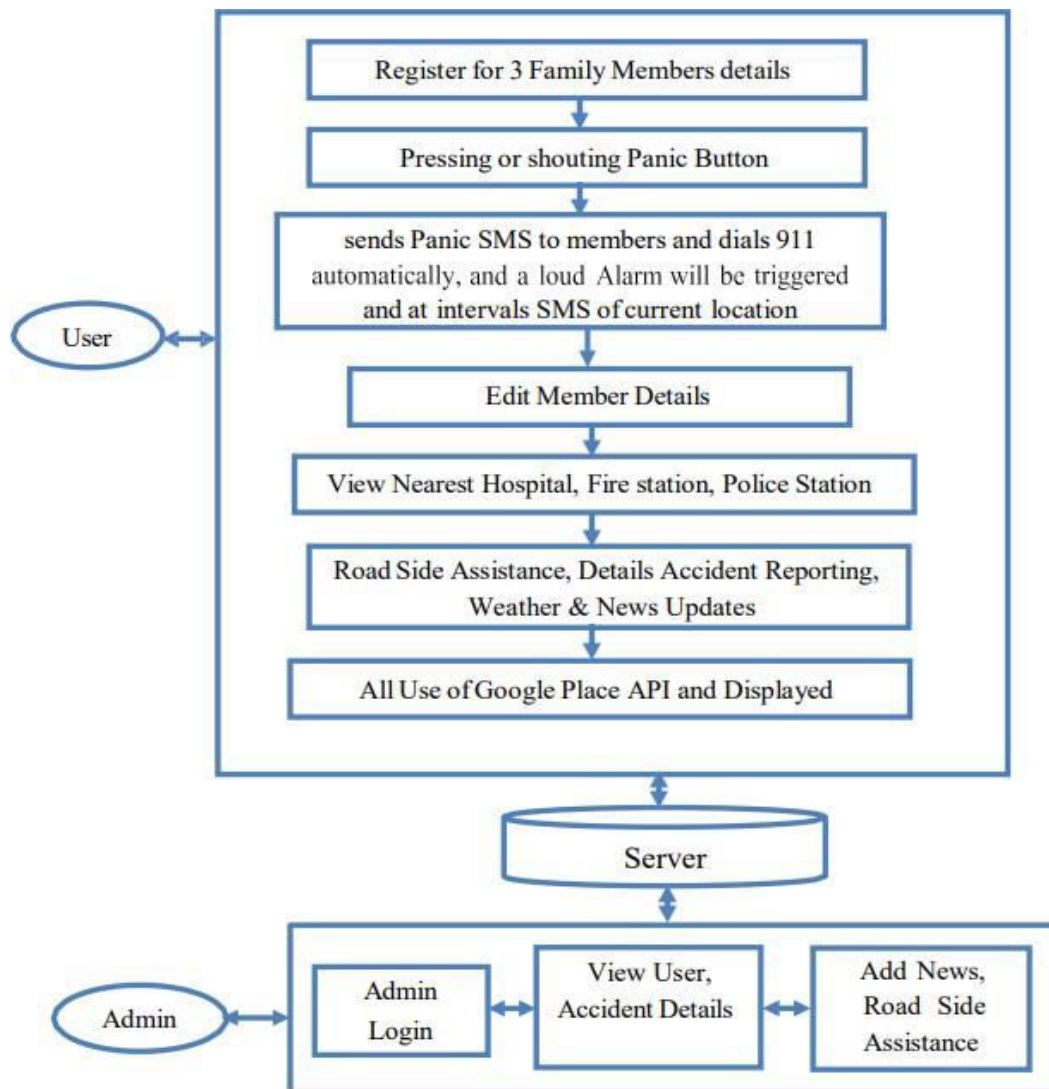 Register for 3 Family Members details
Pressing or shouting Panic Button
sends Panic SMS to members and dials 911
automatically, and a loud Alarm will be triggered
and at intervals SMS of current location
User
Edit Member Details
View Nearest Hospital, Fire station, Police Station
Road Side Assistance, Details Accident Reporting,
Weather & News Updates
All Use of Google Place API and Displayed
Server
Admin
Admin
Login
View User,
Accident Details
Add News,
Road Side
Assistance